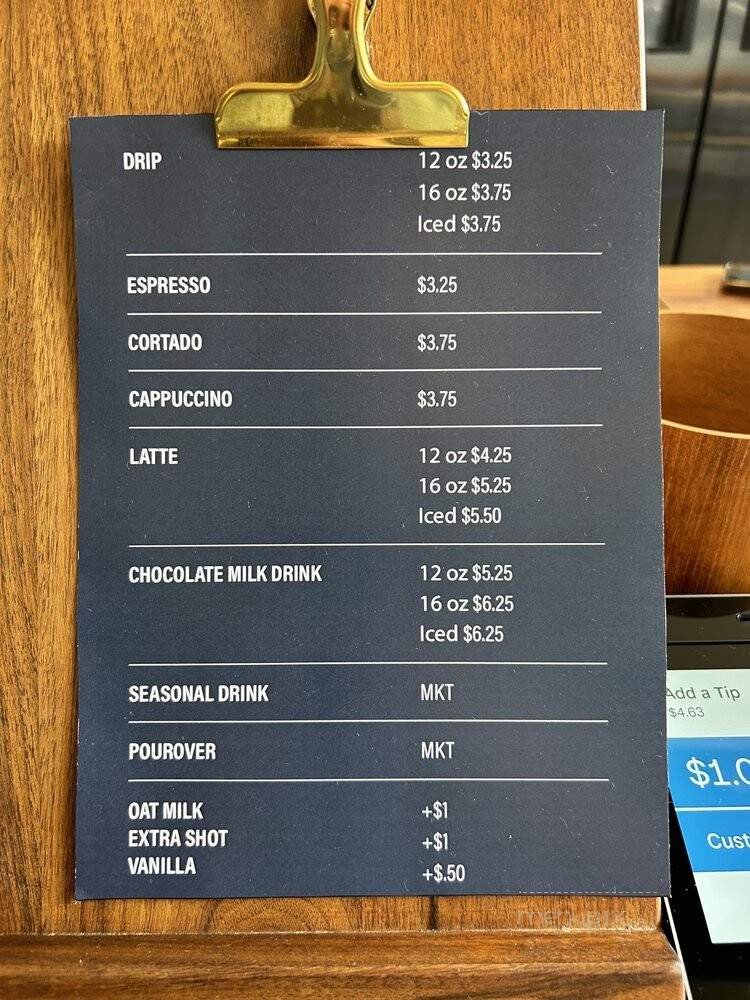 DRIP 12 oz $3.25
16 oz $3.75
Iced $3.75
ESPRESSO $3.25
CORTADO $3.75
CAPPUCCINO $3.75
LATTE 12 oz $4.25
16 oz $5.25
Iced $5.50
CHOCOLATE MILK DRINK 12 oz $5.25
16 oz $6.25
Iced $6.25
SEASONAL DRINK MKT
POUROVER MKT
OAT MILK +$1
EXTRA SHOT +$1
VANILLA +$.50
Add a Tip
$4.63
$1.0
Cust